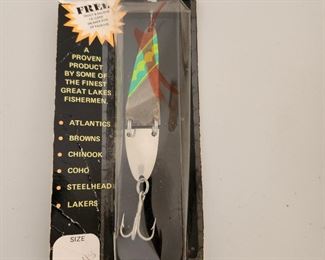 FREE
A
PROVEN
PRODUCT
BY SOME
OF THE
FINEST
GREAT LAKES
FISHERMEN.
• ATLANTICS
• BROWNS
• CHINOOK
• COHO
• STEELHEAD
• LAKERS
SIZE